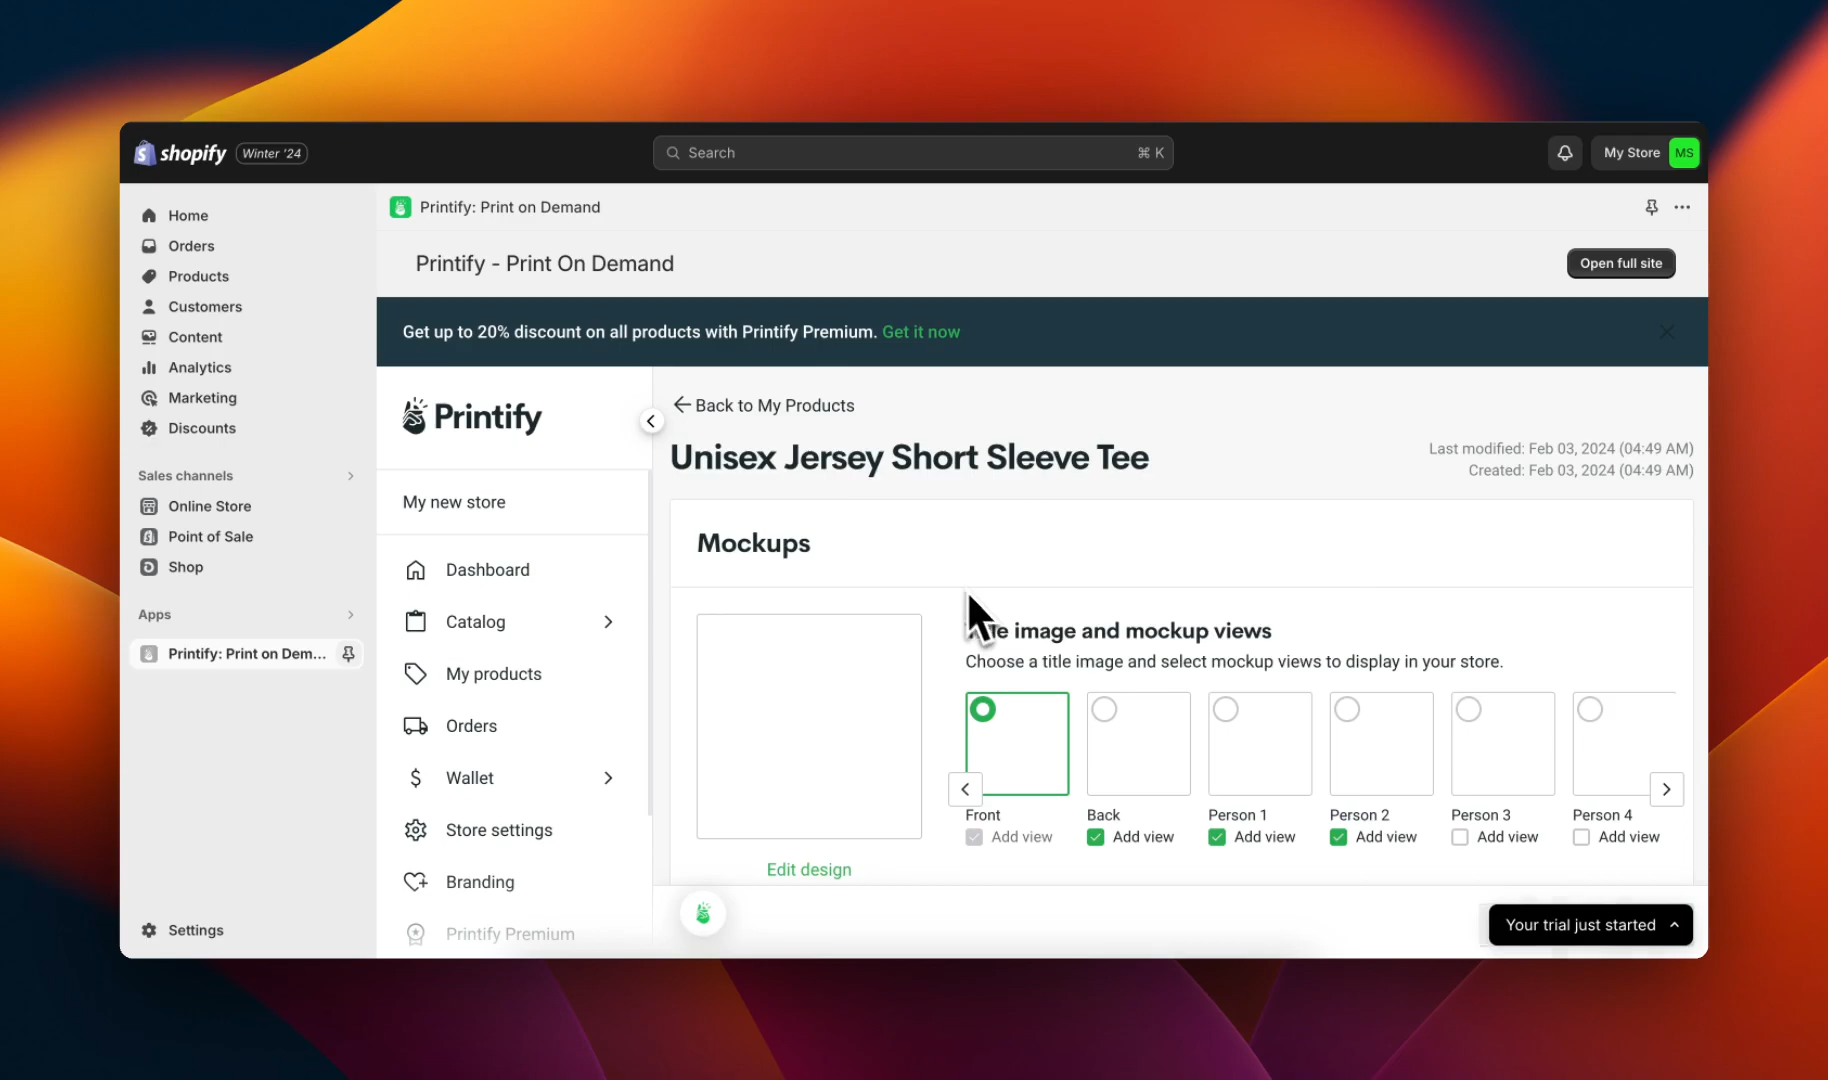 shopify Winter '24
Search ⌘ K
My Store MS
Home
Orders
Products
Customers
Content
Analytics
Marketing
Discounts
Sales channels
Online Store
Point of Sale
Shop
Apps
Printify: Print on Dem...
Settings
Printify: Print on Demand
Printify - Print On Demand
Open full site
Get up to 20% discount on all products with Printify Premium. Get it now
Printify
My new store
Dashboard
Catalog
My products
Orders
Wallet
Store settings
Branding
Printify Premium
Back to My Products
Unisex Jersey Short Sleeve Tee
Last modified: Feb 03, 2024 (04:49 AM)
Created: Feb 03, 2024 (04:49 AM)
Mockups
image and mockup views
Choose a title image and select mockup views to display in your store.
Front
Add view
Back
Add view
Person 1
Add view
Person 2
Add view
Person 3
Add view
Person 4
Add view
Edit design
Your trial just started